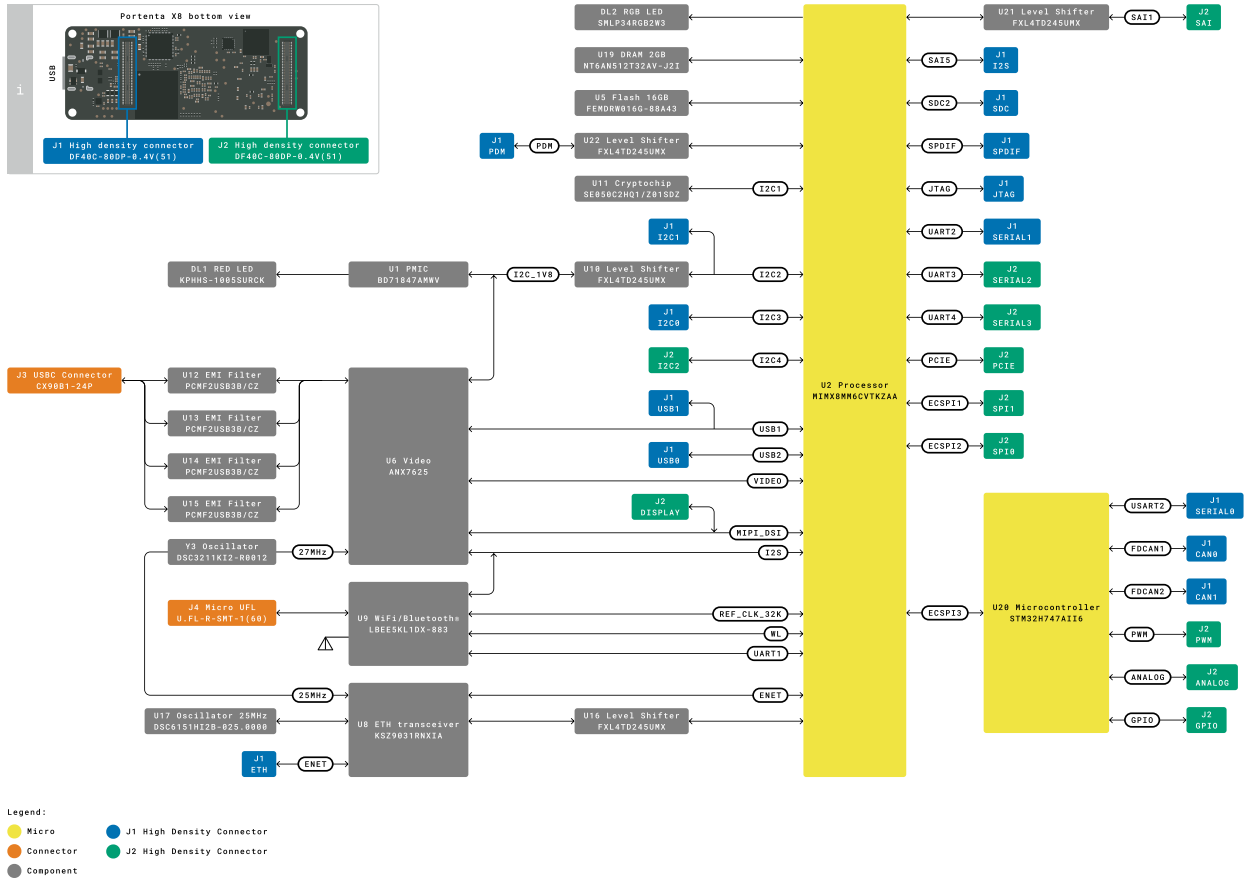 Portenta X8 bottom view
i
USB
J1 High density connector
DF40C-80DP-0.4V(51)
J2 High density connector
DF40C-80DP-0.4V(51)
DL2 RGB LED
SMLP34RGB2W3
U21 Level Shifter
FXL4TD245UMX
SAI1
J2
SAI
U19 DRAM 2GB
NT6AN512T32AV-J2I
SAI5
J1
I2S
U5 Flash 16GB
FEMDRW016G-88A43
SDC2
J1
SDC
J1
PDM
PDM
U22 Level Shifter
FXL4TD245UMX
SPDIF
J1
SPDIF
U11 Cryptochip
SE050C2HQ1/Z01SDZ
I2C1
JTAG
J1
JTAG
J1
I2C1
UART2
J1
SERIAL1
DL1 RED LED
KPHHS-1005SURCK
U1 PMIC
BD71847AMWV
I2C_1V8
U10 Level Shifter
FXL4TD245UMX
I2C2
UART3
J2
SERIAL2
J1
I2C0
I2C3
UART4
J2
SERIAL3
J2
I2C2
I2C4
PCIE
J2
PCIE
J3 USBC Connector
CX90B1-24P
U12 EMI Filter
PCMF2USB3B/CZ
U2 Processor
MIMX8MM6CVTKZAA
J1
USB1
ECSPI1
J2
SPI1
U13 EMI Filter
PCMF2USB3B/CZ
USB1
ECSPI2
J2
SPI0
J1
USB0
USB2
U14 EMI Filter
PCMF2USB3B/CZ
U6 Video
ANX7625
VIDEO
U15 EMI Filter
PCMF2USB3B/CZ
J2
DISPLAY
USART2
J1
SERIAL0
MIPI_DSI
Y3 Oscillator
DSC3211KI2-R0012
27MHz
I2S
FDCAN1
J1
CAN0
FDCAN2
J1
CAN1
J4 Micro UFL
U.FL-R-SMT-1(60)
U9 WiFi/Bluetooth®
LBEE5KL1DX-883
REF_CLK_32K
ECSPI3
U20 Microcontroller
STM32H747AII6
WL
PWM
J2
PWM
UART1
ANALOG
J2
ANALOG
25MHz
ENET
U17 Oscillator 25MHz
DSC6151HI2B-025.0000
U8 ETH transceiver
KSZ9031RNXIA
U16 Level Shifter
FXL4TD245UMX
GPIO
J2
GPIO
J1
ETH
ENET
Legend:
Micro
J1 High Density Connector
Connector
J2 High Density Connector
Component